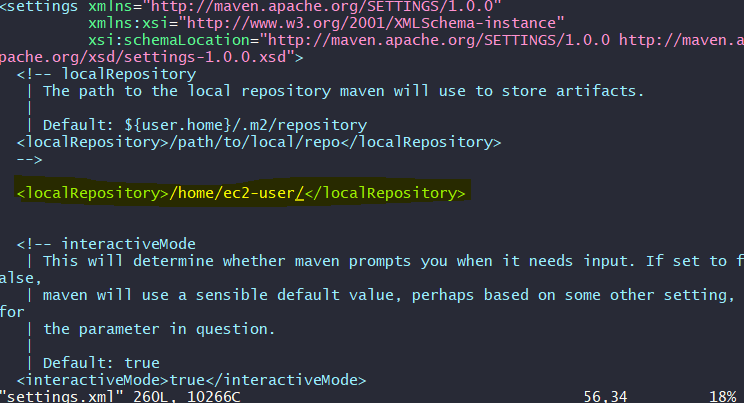 <settings xmlns="http://maven.apache.org/SETTINGS/1.0.0"
xmlns:xsi="http://www.w3.org/2001/XMLSchema-instance"
xsi:schemaLocation="http://maven.apache.org/SETTINGS/1.0.0 http://maven.a
pache.org/xsd/settings-1.0.0.xsd">
<!-- localRepository
| The path to the local repository maven will use to store artifacts.
|
| Default: ${user.home}/.m2/repository
<localRepository>/path/to/local/repo</localRepository>
-->
<localRepository>/home/ec2-user/</localRepository>
<!-- interactiveMode
| This will determine whether maven prompts you when it needs input. If set to f
alse,
| maven will use a sensible default value, perhaps based on some other setting,
for
| the parameter in question.
|
| Default: true
<interactiveMode>true</interactiveMode>
"settings.xml" 260L, 10266C 56,34 18%